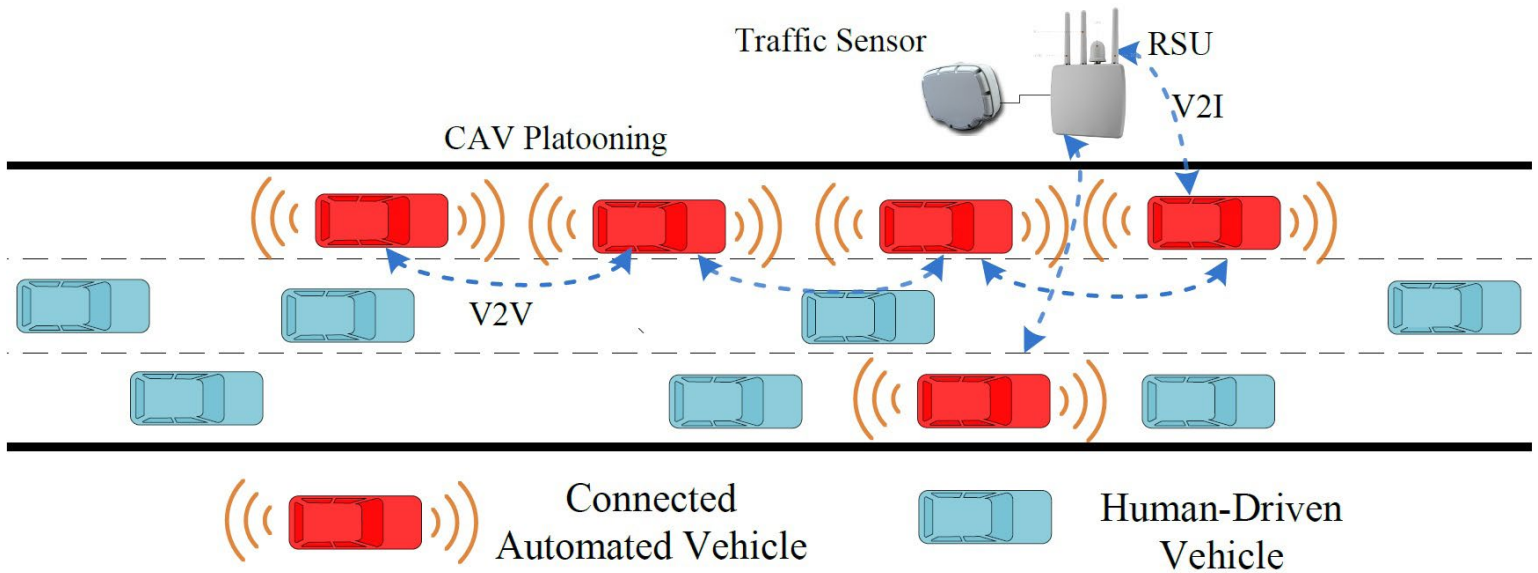 Traffic Sensor
RSU
V2I
CAV Platooning
V2V
Connected
Automated Vehicle
Human-Driven
Vehicle